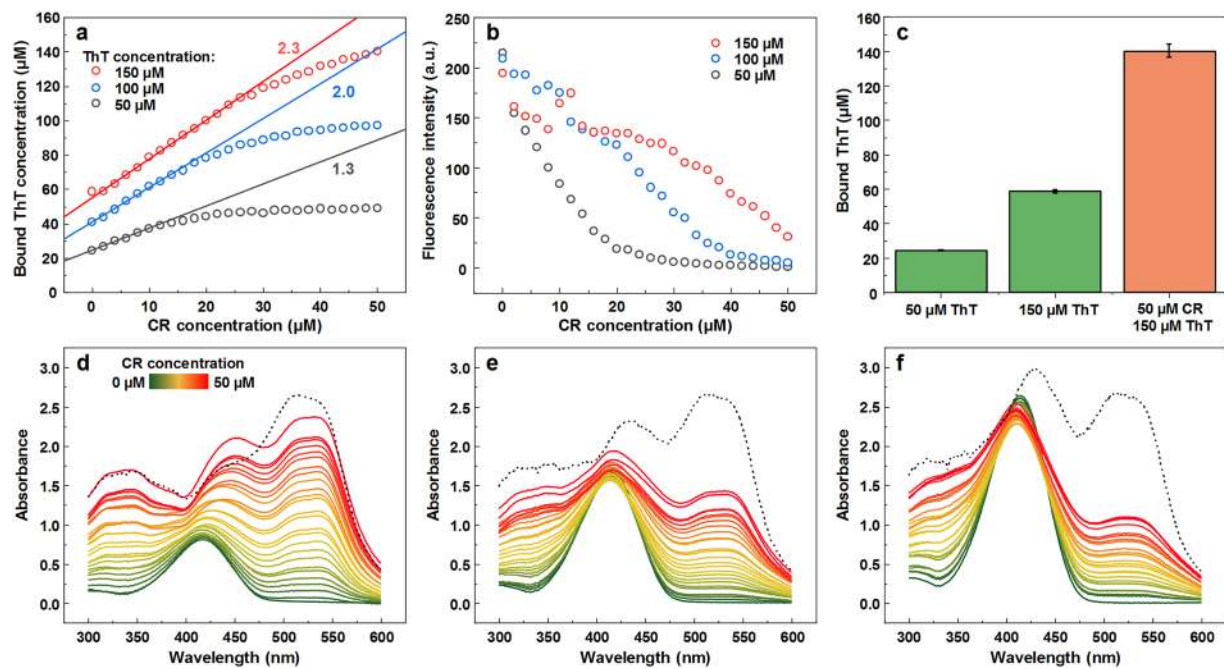 a
ThT concentration:
150 µM
100 µM
50 µM
2.3
2.0
1.3
160
140
120
100
80
60
40
20
0
Bound ThT concentration (µM)
0 10 20 30 40 50
CR concentration (µM)
b
150 µM
100 µM
50 µM
250
200
150
100
50
0
Fluorescence intensity (a.u.)
0 10 20 30 40 50
CR concentration (µM)
c
160
140
120
100
80
60
40
20
0
Bound ThT (µM)
50 µM ThT
150 µM ThT
50 µM CR
150 µM ThT
d
CR concentration
0 µM 50 µM
3.0
2.5
2.0
1.5
1.0
0.5
0.0
Absorbance
300 350 400 450 500 550 600
Wavelength (nm)
e
3.0
2.5
2.0
1.5
1.0
0.5
0.0
Absorbance
300 350 400 450 500 550 600
Wavelength (nm)
f
3.0
2.5
2.0
1.5
1.0
0.5
0.0
Absorbance
300 350 400 450 500 550 600
Wavelength (nm)